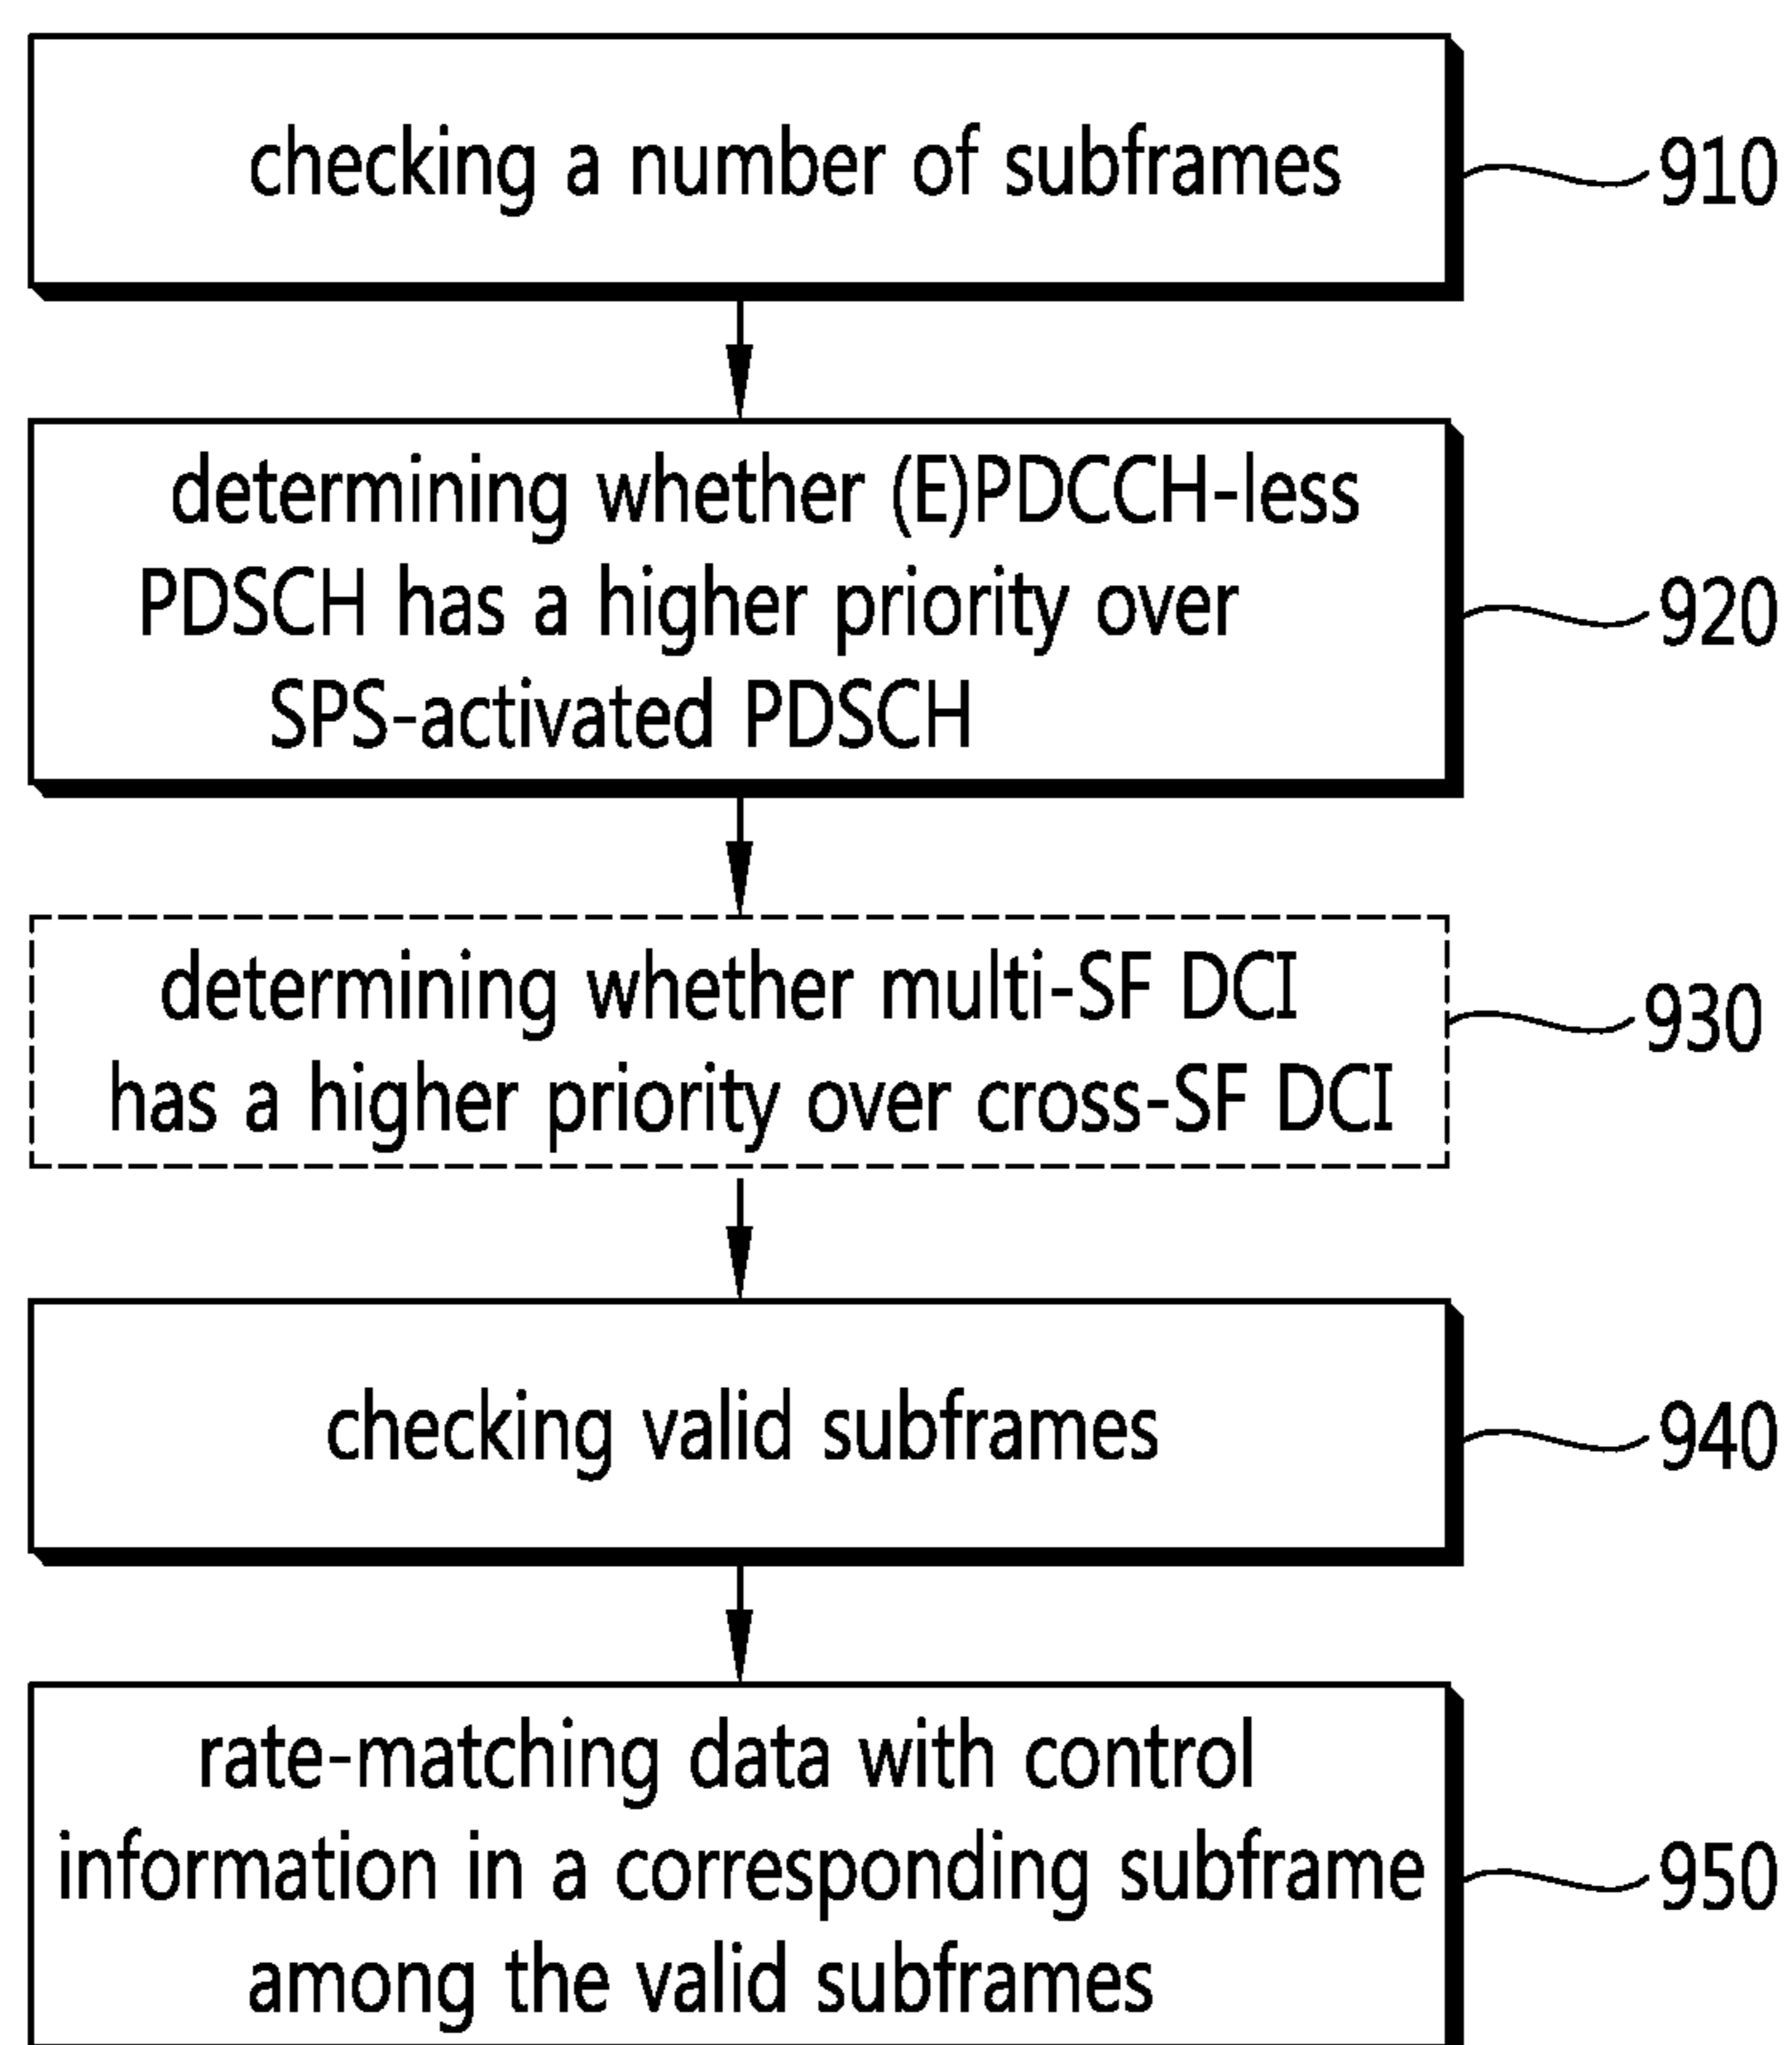 checking a number of subframes
910
determining whether (E)PDCCH-less
PDSCH has a higher priority over
SPS-activated PDSCH
920
determining whether multi-SF DCI
has a higher priority over cross-SF DCI
930
checking valid subframes
940
rate-matching data with control
information in a corresponding subframe
among the valid subframes
950